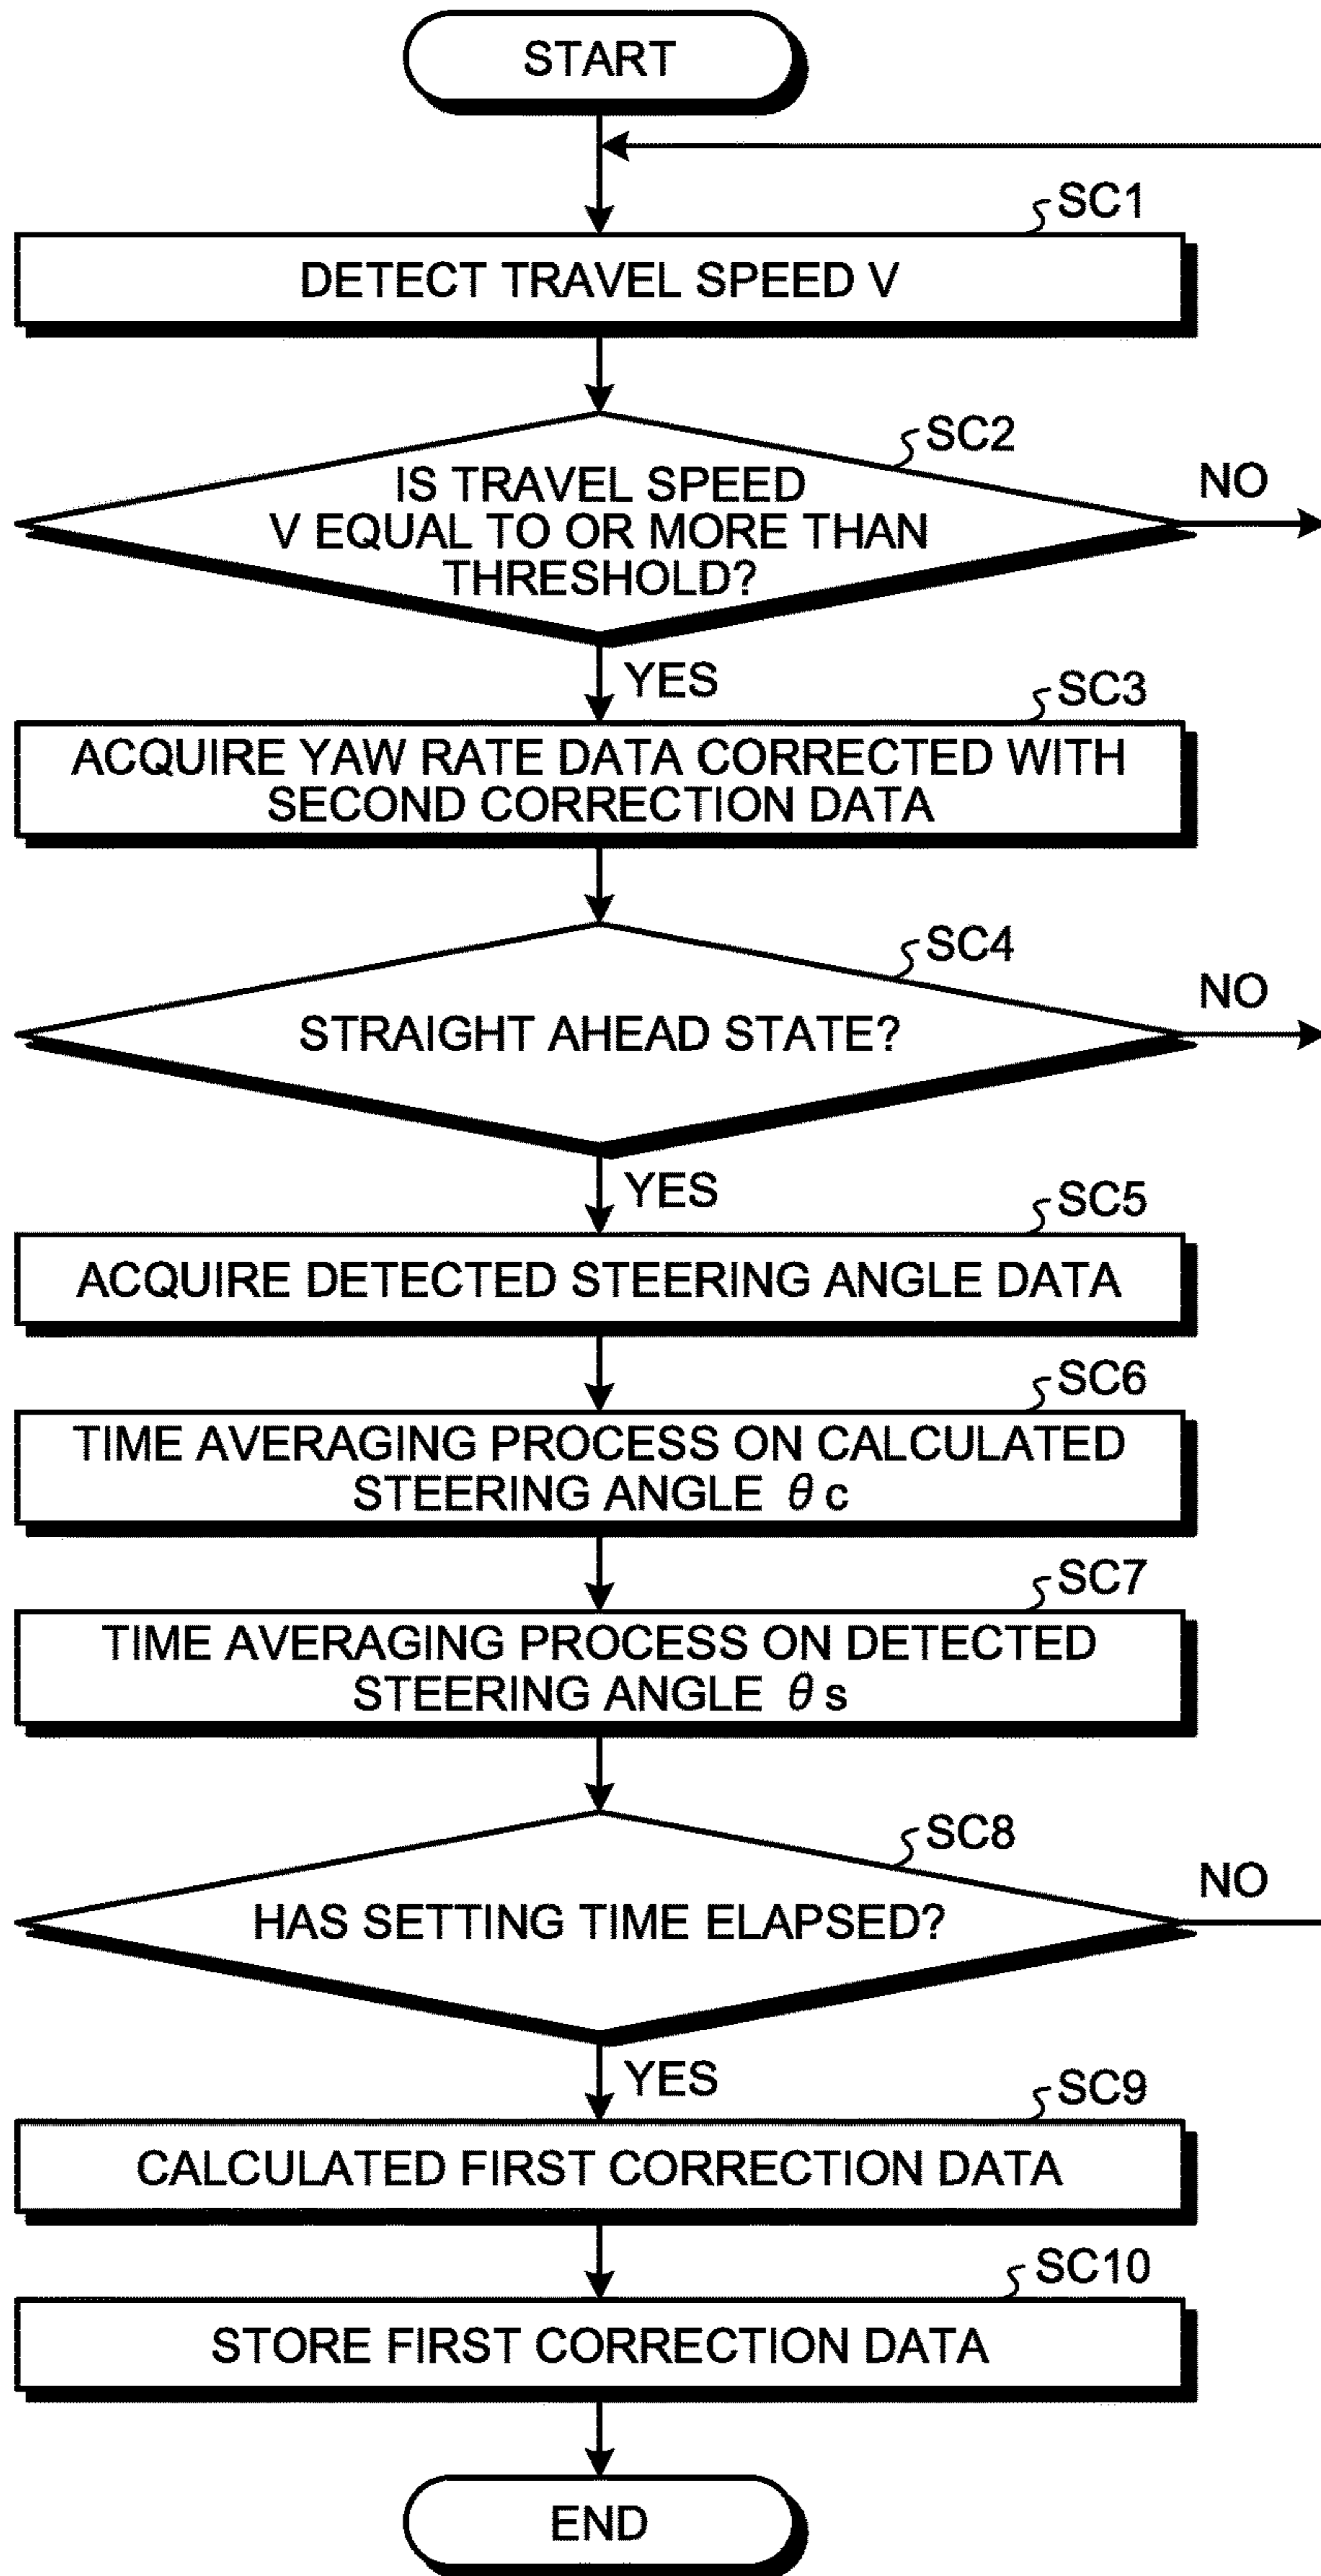 START
SC1
DETECT TRAVEL SPEED V
SC2
IS TRAVEL SPEED
V EQUAL TO OR MORE THAN
THRESHOLD?
NO
YES
SC3
ACQUIRE YAW RATE DATA CORRECTED WITH
SECOND CORRECTION DATA
SC4
STRAIGHT AHEAD STATE?
NO
YES
SC5
ACQUIRE DETECTED STEERING ANGLE DATA
SC6
TIME AVERAGING PROCESS ON CALCULATED
STEERING ANGLE θ c
SC7
TIME AVERAGING PROCESS ON DETECTED
STEERING ANGLE θ s
SC8
HAS SETTING TIME ELAPSED?
NO
YES
SC9
CALCULATED FIRST CORRECTION DATA
SC10
STORE FIRST CORRECTION DATA
END